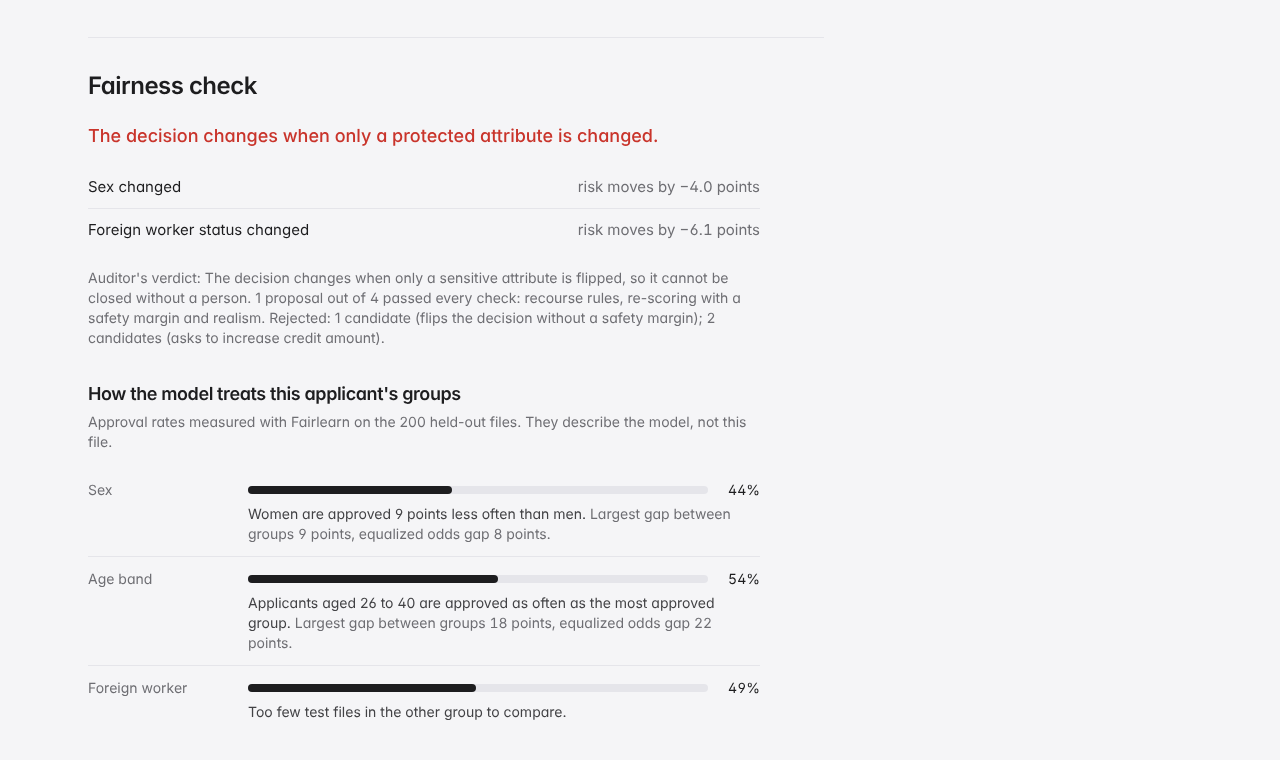 Fairness check
The decision changes when only a protected attribute is changed.
Sex changed risk moves by −4.0 points
Foreign worker status changed risk moves by −6.1 points
Auditor's verdict: The decision changes when only a sensitive attribute is flipped, so it cannot be
closed without a person. 1 proposal out of 4 passed every check: recourse rules, re-scoring with a
safety margin and realism. Rejected: 1 candidate (flips the decision without a safety margin); 2
candidates (asks to increase credit amount).
How the model treats this applicant's groups
Approval rates measured with Fairlearn on the 200 held-out files. They describe the model, not this
file.
Sex 44%
Women are approved 9 points less often than men. Largest gap between
groups 9 points, equalized odds gap 8 points.
Age band 54%
Applicants aged 26 to 40 are approved as often as the most approved
group. Largest gap between groups 18 points, equalized odds gap 22
points.
Foreign worker 49%
Too few test files in the other group to compare.